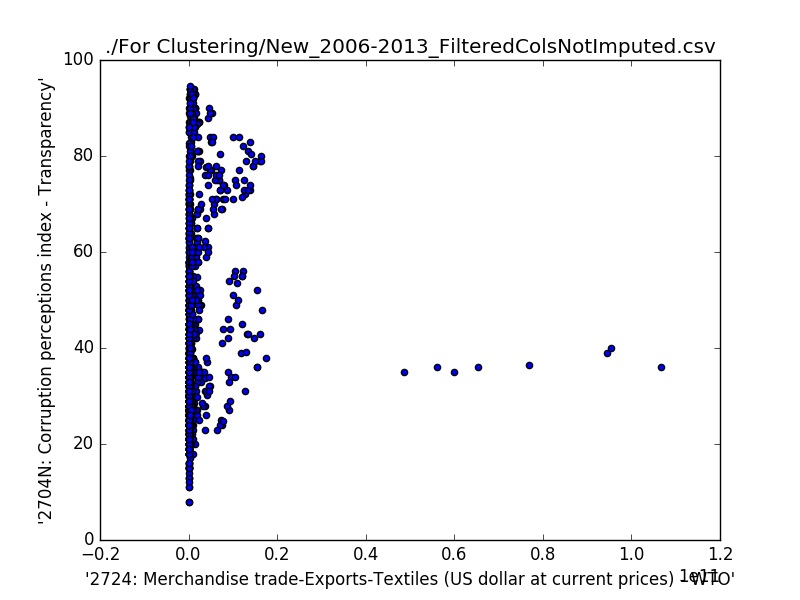 ./For Clustering/New_2006-2013_FilteredColsNotImputed.csv
100
80
60
40
20
0
'2704N: Corruption perceptions index - Transparency'
−0.2 0.0 0.2 0.4 0.6 0.8 1.0 1.2
1e11
'2724: Merchandise trade-Exports-Textiles (US dollar at current prices) - WTO'